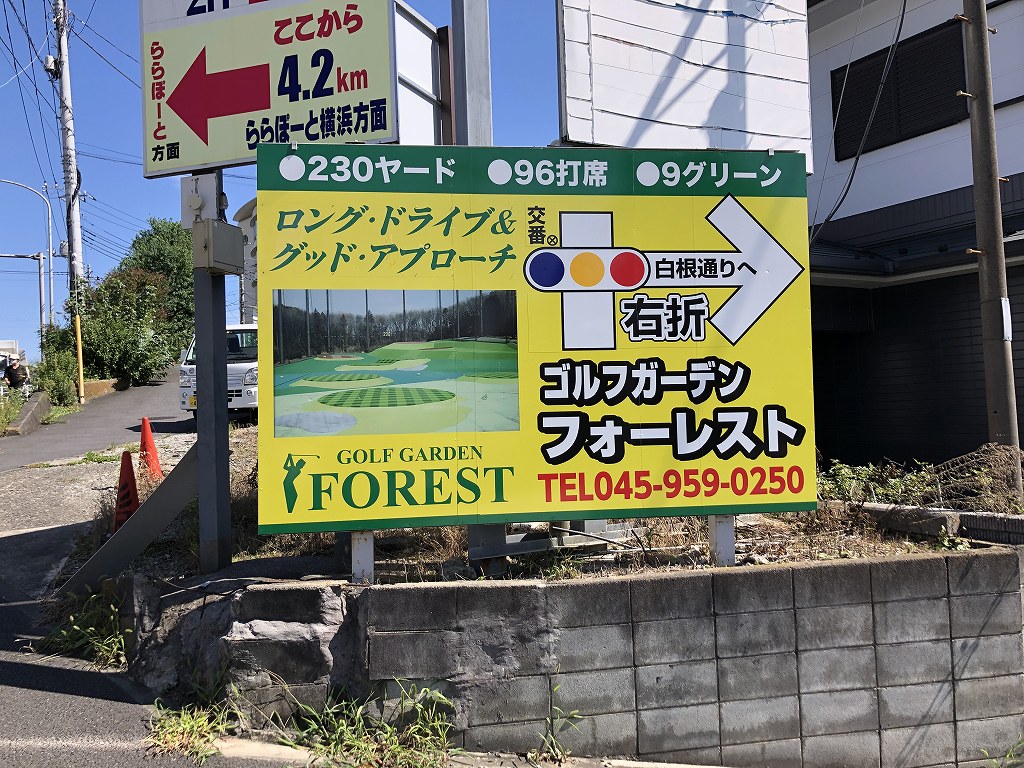 ここから
4.2km
ららぽーと横浜方面
ららぽーと
方面
●230ヤード ●96打席 ●9グリーン
ロング・ドライブ&
グッド・アプローチ
交番
白根通りへ
右折
ゴルフガーデン
フォーレスト
GOLF GARDEN
FOREST
TEL045-959-0250